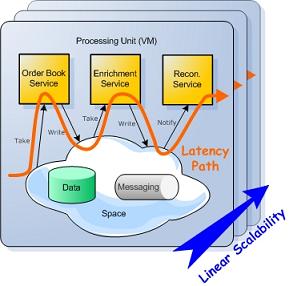 Processing Unit (VM)
Order Book
Service
Enrichment
Service
Recon.
Service
Take
Write
Take
Write
Notify
Latency
Path
Data
Messaging
Space
Linear Scalability